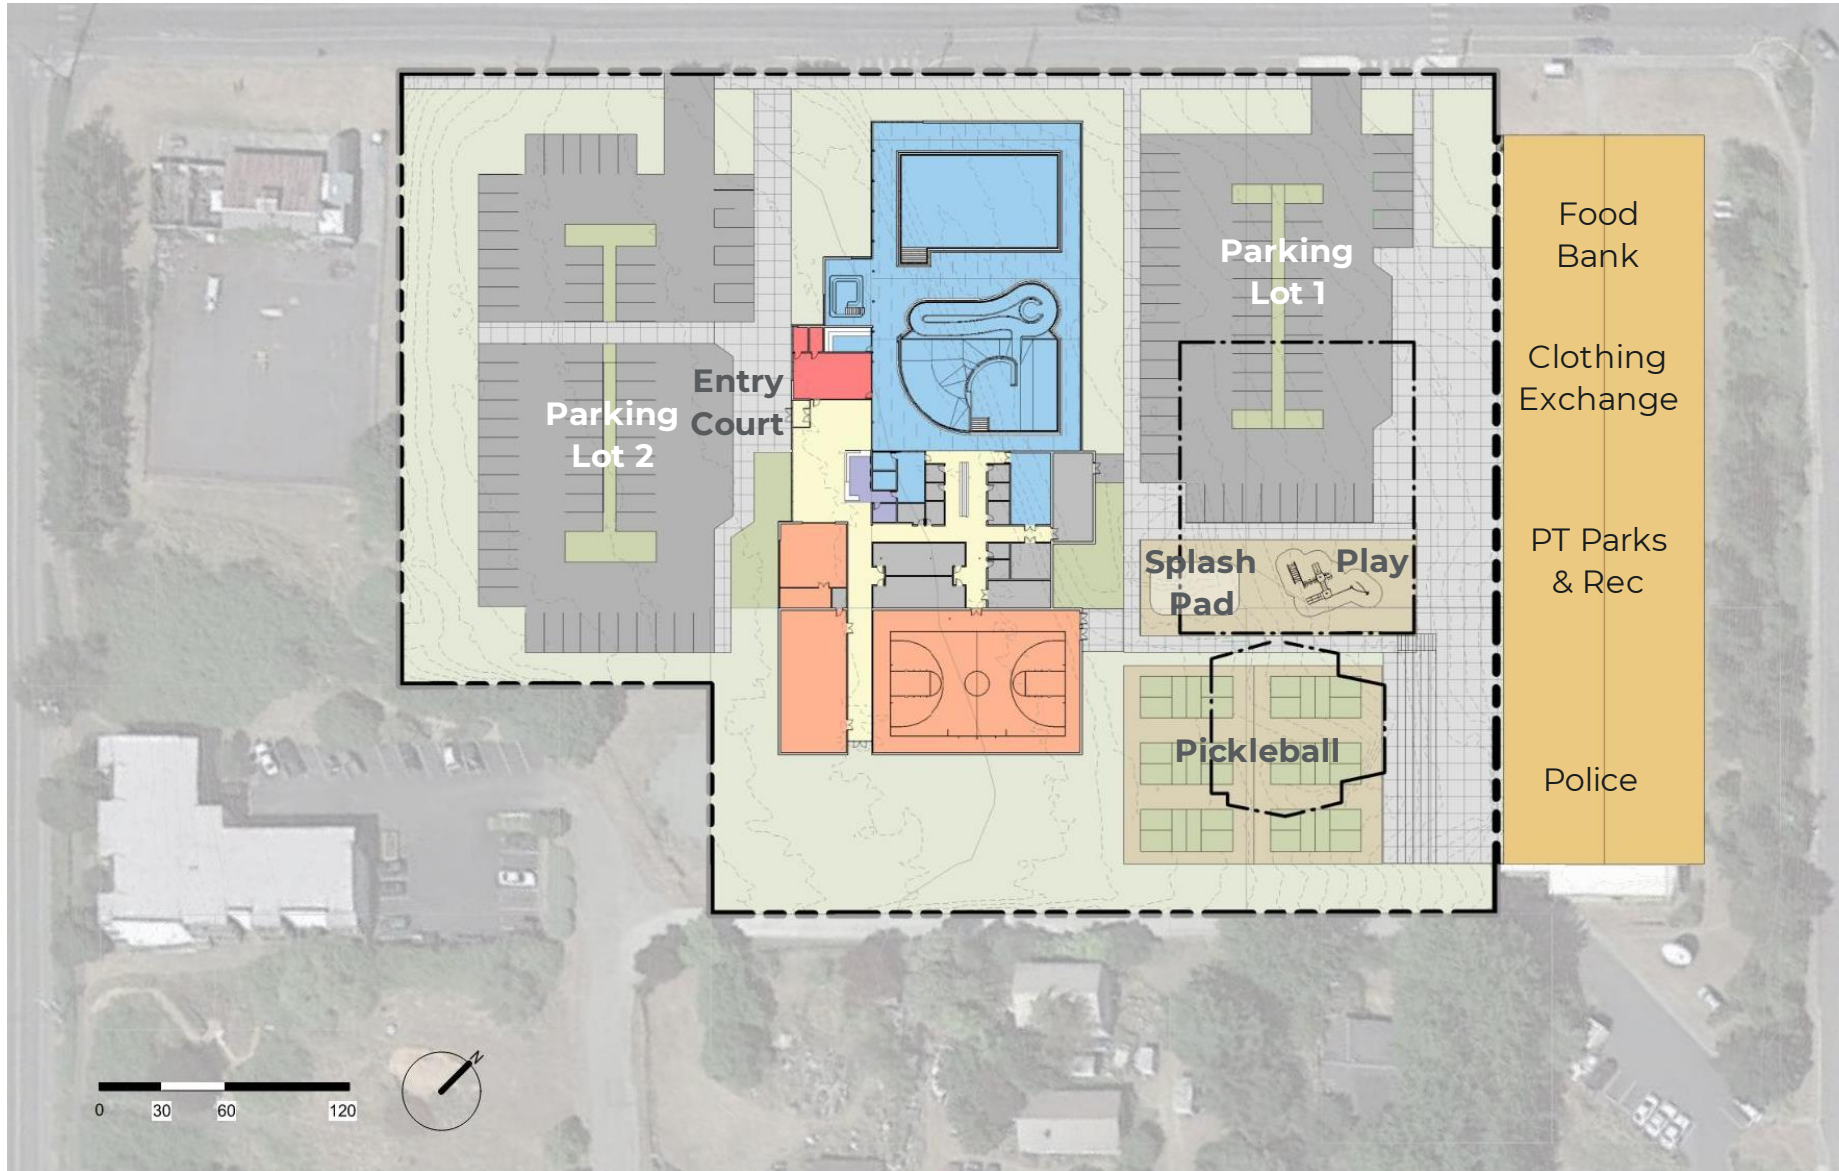 Food
Bank
Parking
Lot 1
Clothing
Exchange
Entry
Court
Parking
Lot 2
PT Parks
& Rec
Splash
Pad
Play
Pickleball
Police
N
0 30 60 120